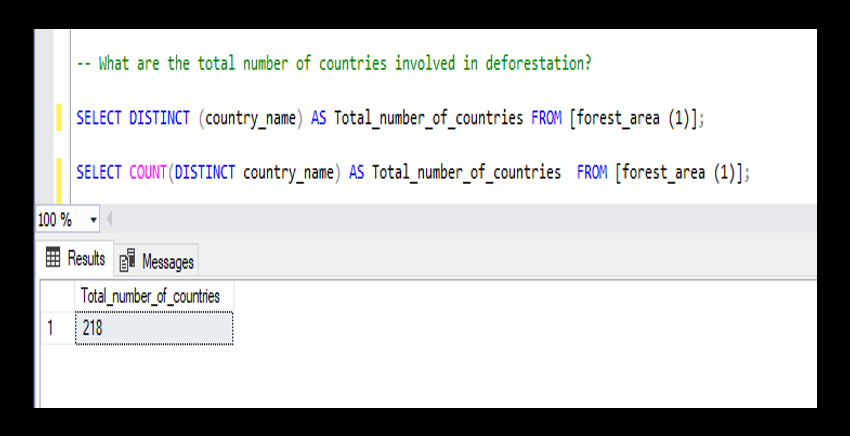 -- What are the total number of countries involved in deforestation?
SELECT DISTINCT (country_name) AS Total_number_of_countries FROM [forest_area (1)];
SELECT COUNT(DISTINCT country_name) AS Total_number_of_countries  FROM [forest_area (1)];
100 %
Results Messages
Total_number_of_countries
1 218